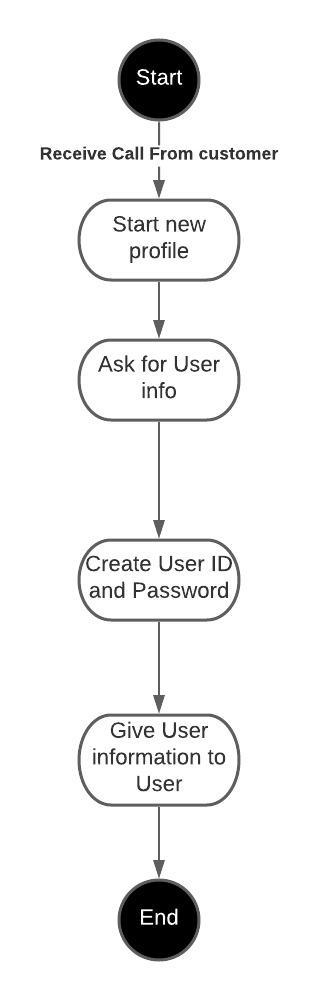 Start
Receive Call From customer
Start new
profile
Ask for User
info
Create User ID
and Password
Give User
information to
User
End